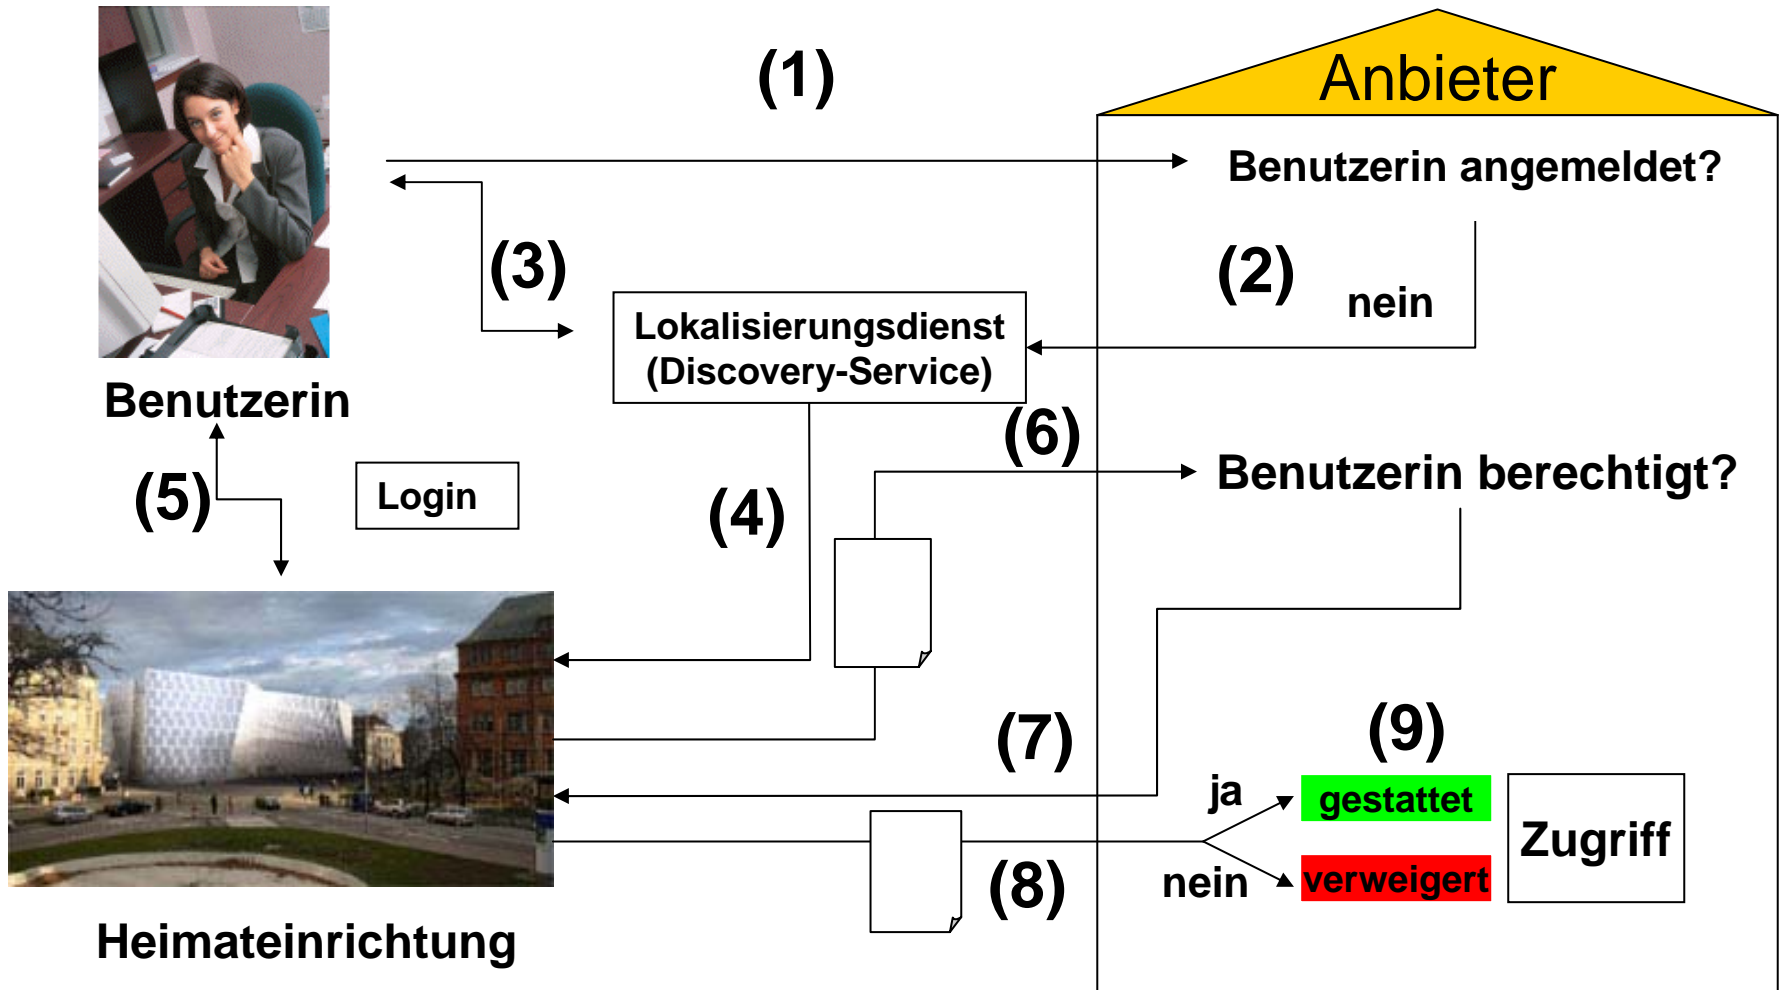 (1)
Anbieter
Benutzerin angemeldet?
(3)
(2)
nein
Lokalisierungsdienst
(Discovery-Service)
Benutzerin
(6)
Benutzerin berechtigt?
(5)
Login
(4)
(7)
(9)
ja
gestattet
Zugriff
nein
verweigert
(8)
Heimateinrichtung